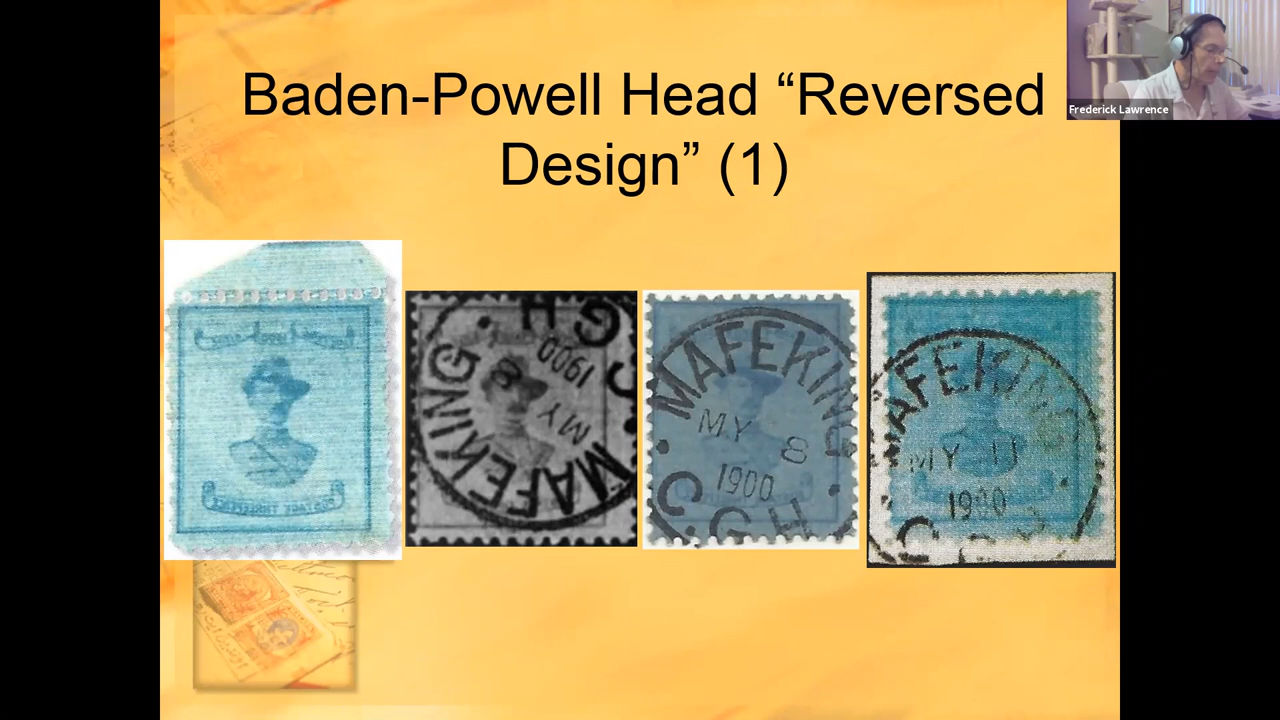 Baden-Powell Head “Reversed
Design” (1)
Frederick Lawrence
MAFEKING
MY 8
1900
C.G.H
MAFEKING
MY 8
1900
C.G.H
AFEKING
MY 11
1900
C